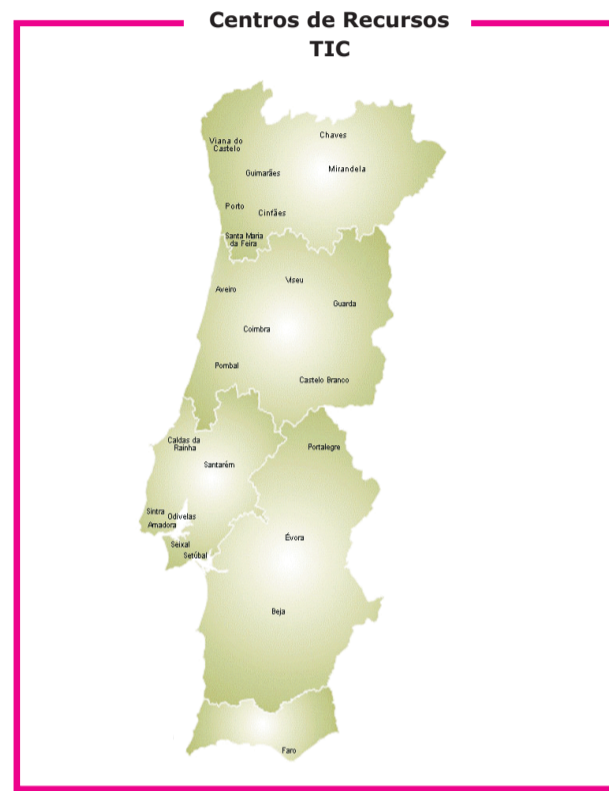 Centros de Recursos
TIC
Chaves
Viana do
Castelo
Mirandela
Guimarães
Porto
Cinfães
Santa Maria
da Feira
Viseu
Aveiro
Guarda
Coimbra
Pombal
Castelo Branco
Caldas da
Rainha
Portalegre
Santarém
Sintra
Odivelas
Amadora
Évora
Seixal
Setúbal
Beja
Faro